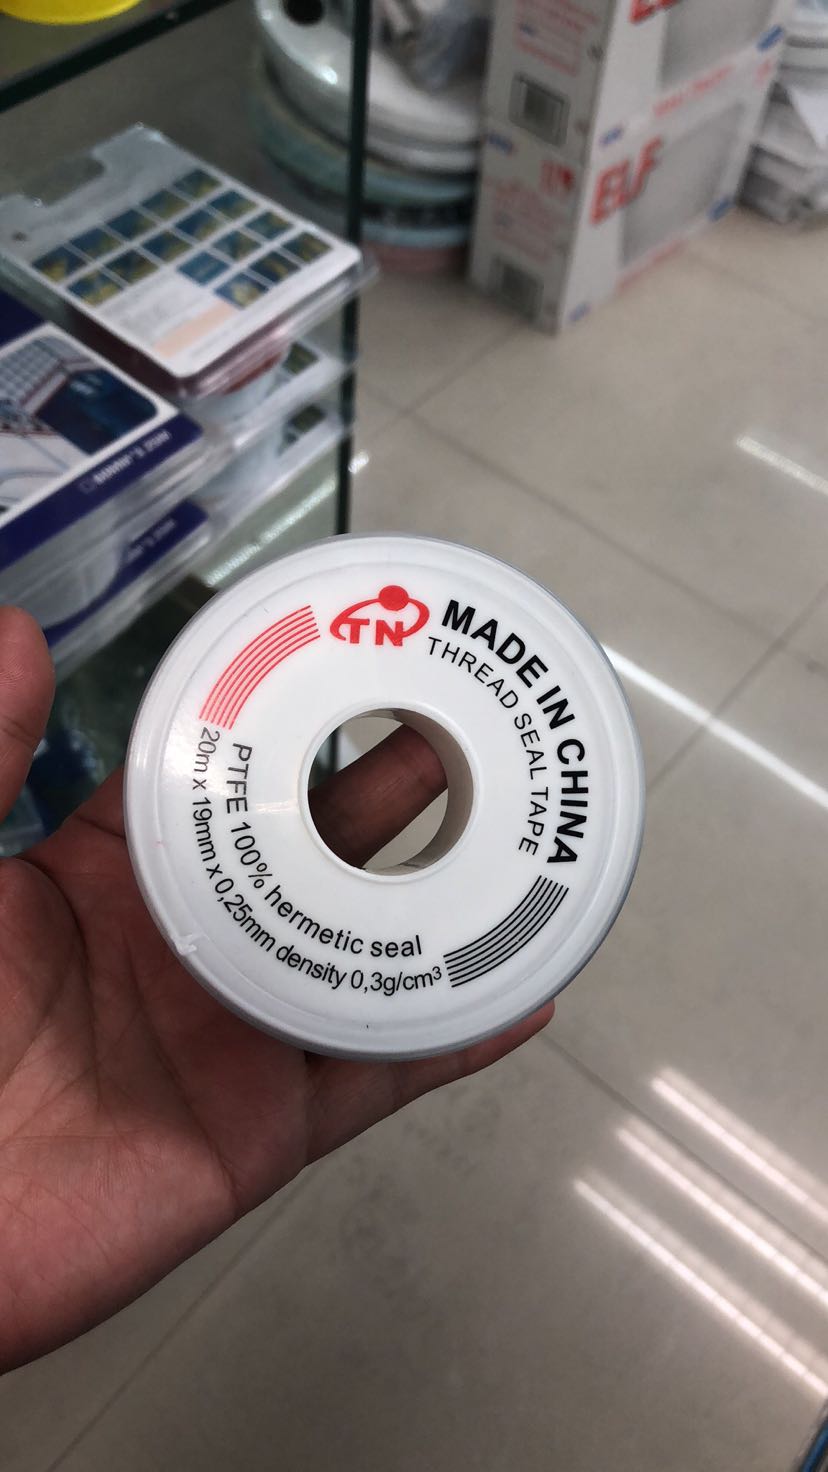 ELF
TN
MADE IN CHINA
THREAD SEAL TAPE
PTFE 100% hermetic seal
20m x 19mm x 0,25mm density 0,3g/cm³